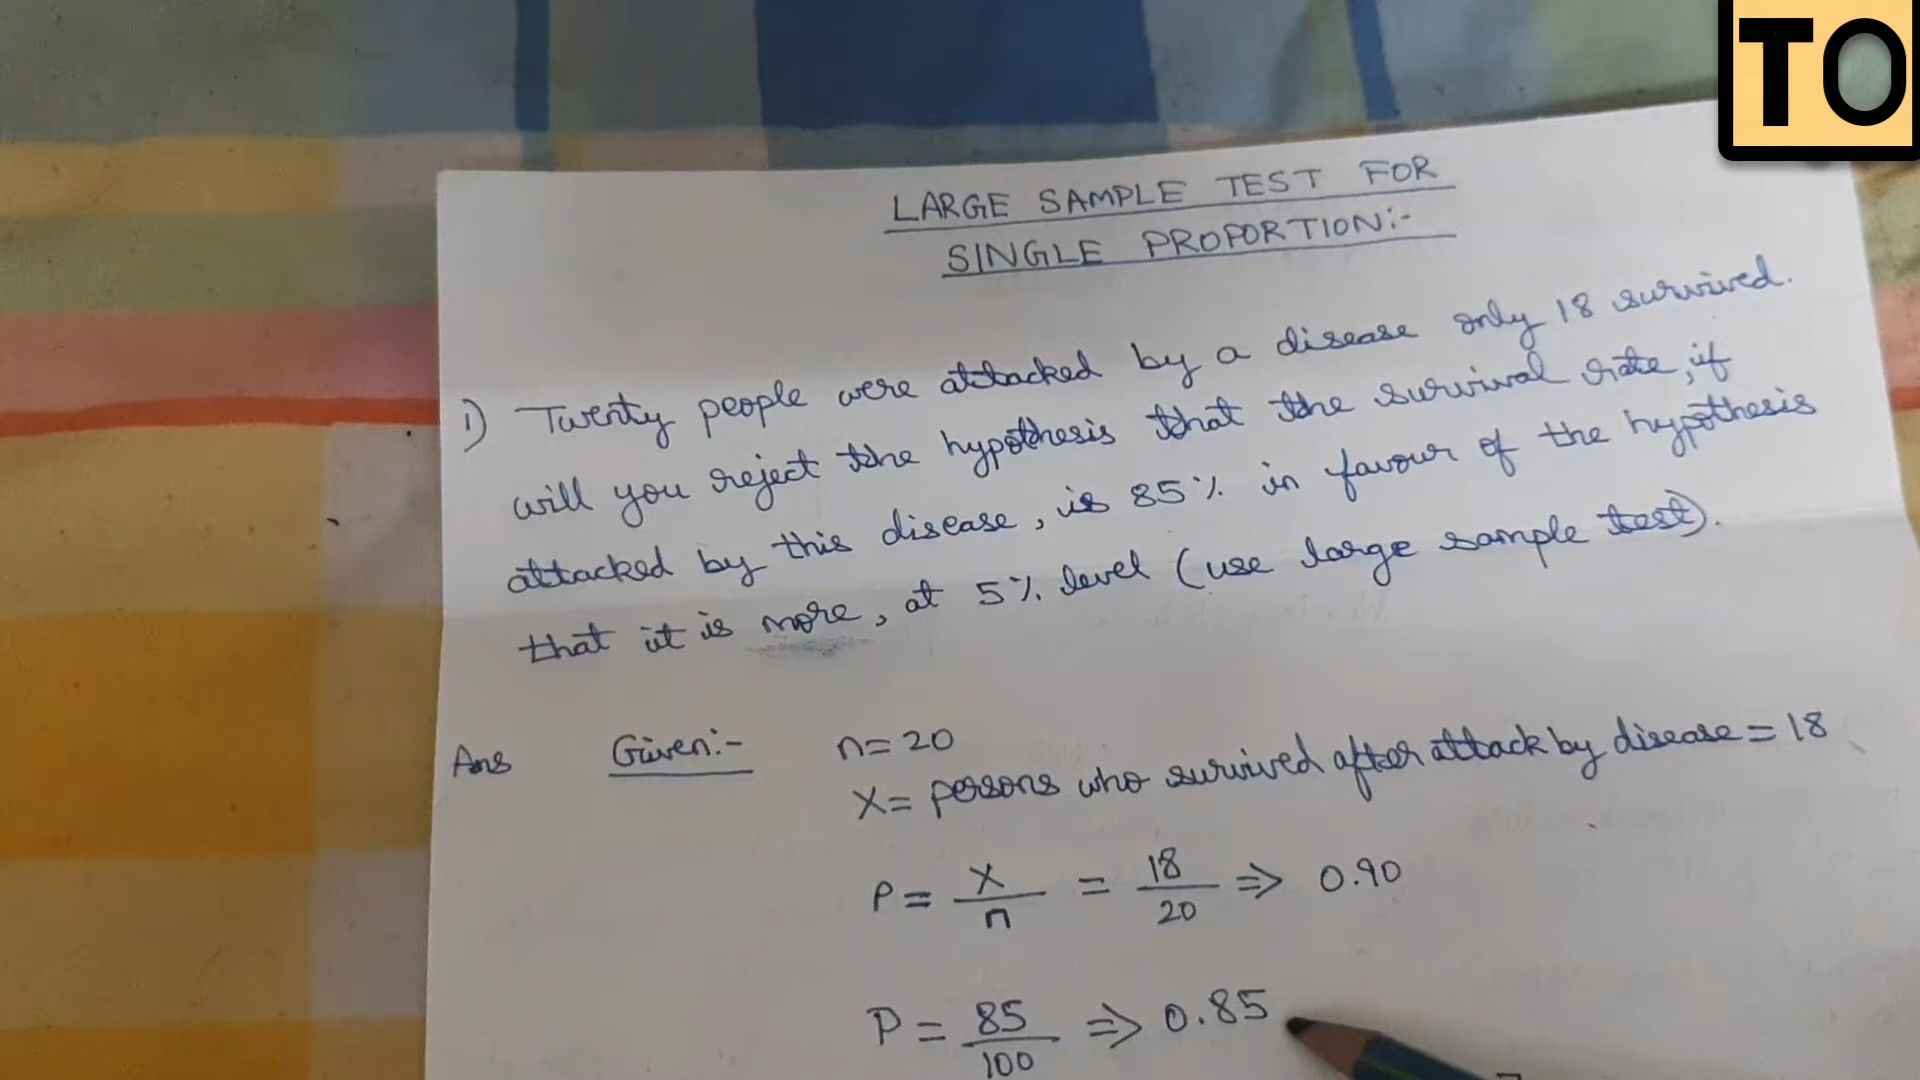 TO
LARGE SAMPLE TEST FOR
SINGLE PROPORTION:-
1) Twenty people were attacked by a disease only 18 survived.
will you reject the hypothesis that the survival rate, if
attacked by this disease, is 85% in favour of the hypothesis
that it is more, at 5% level (use large sample test).
Ans Given:- n=20
X= persons who survived after attack by disease = 18
p = X/n = 18/20 => 0.90
P = 85/100 => 0.85